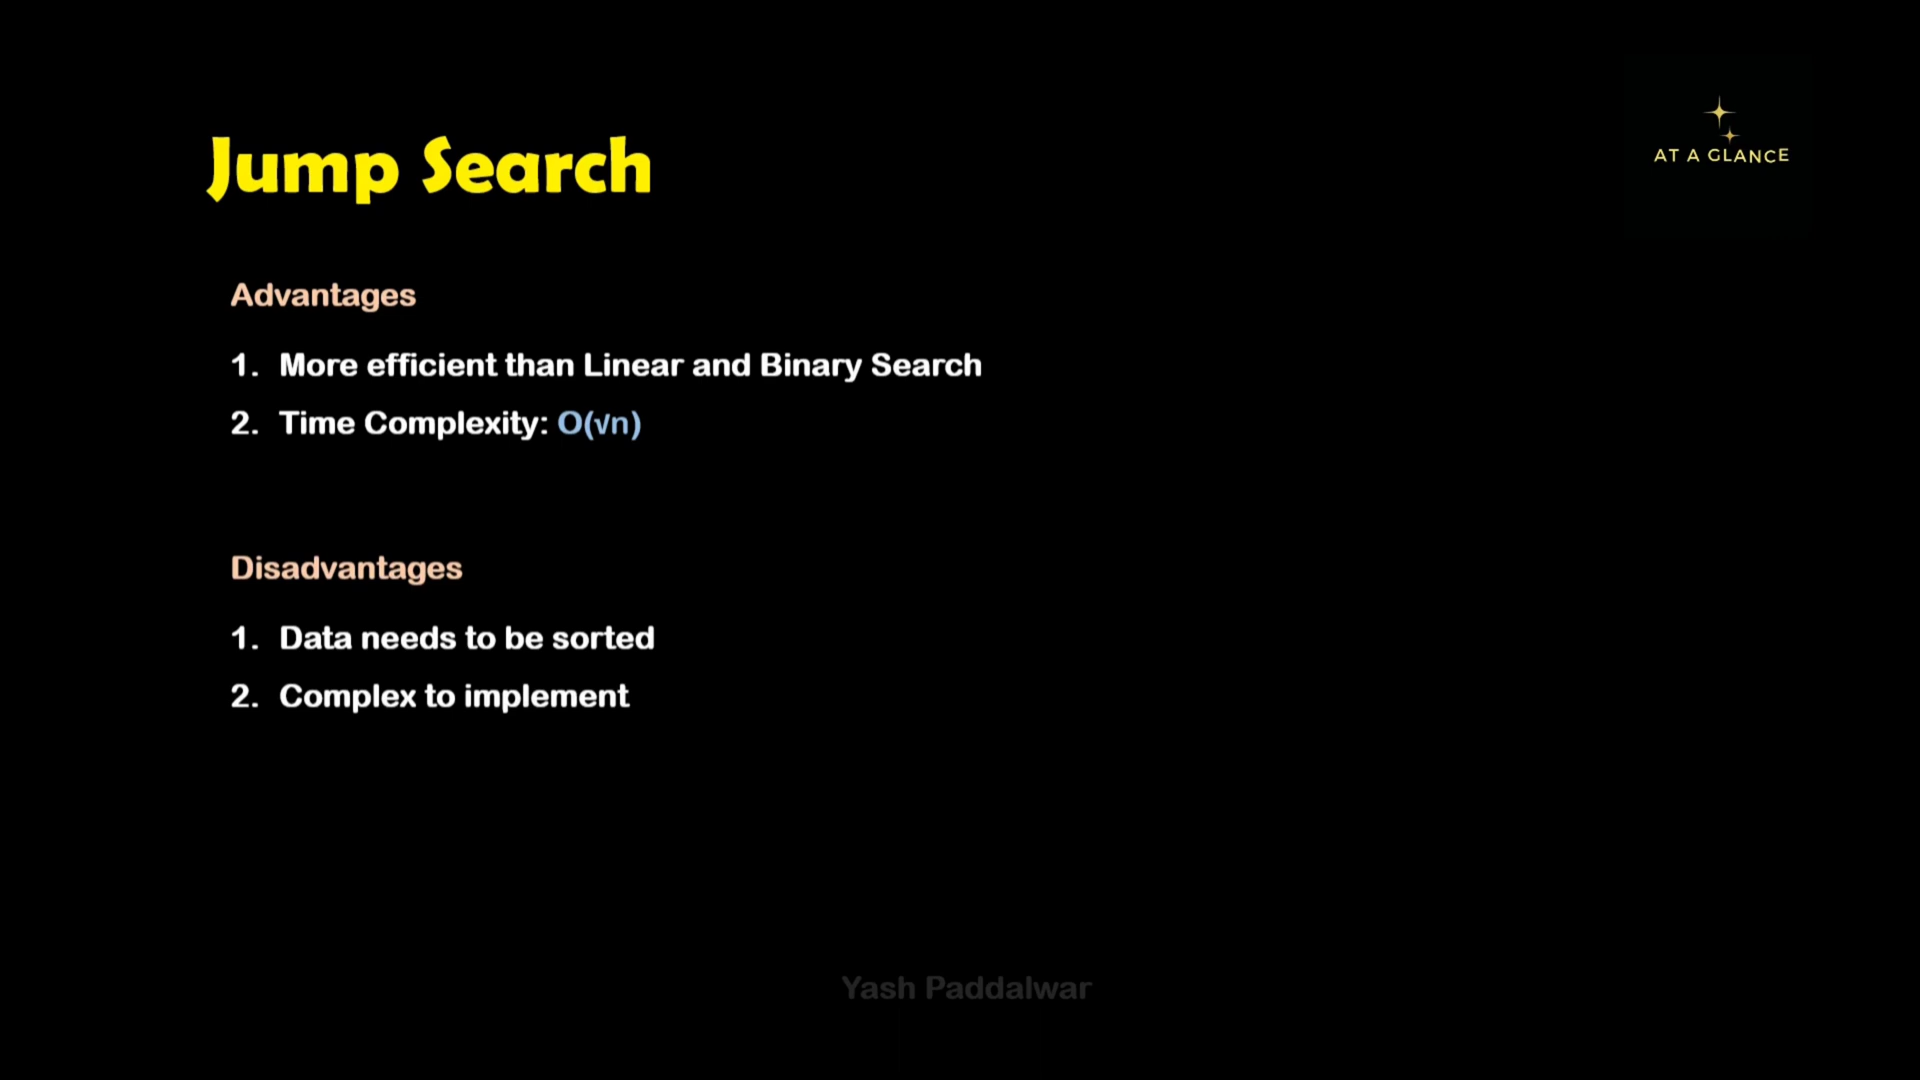 Jump Search
AT A GLANCE
Advantages
1. More efficient than Linear and Binary Search
2. Time Complexity: O(√n)
Disadvantages
1. Data needs to be sorted
2. Complex to implement
Yash Paddalwar